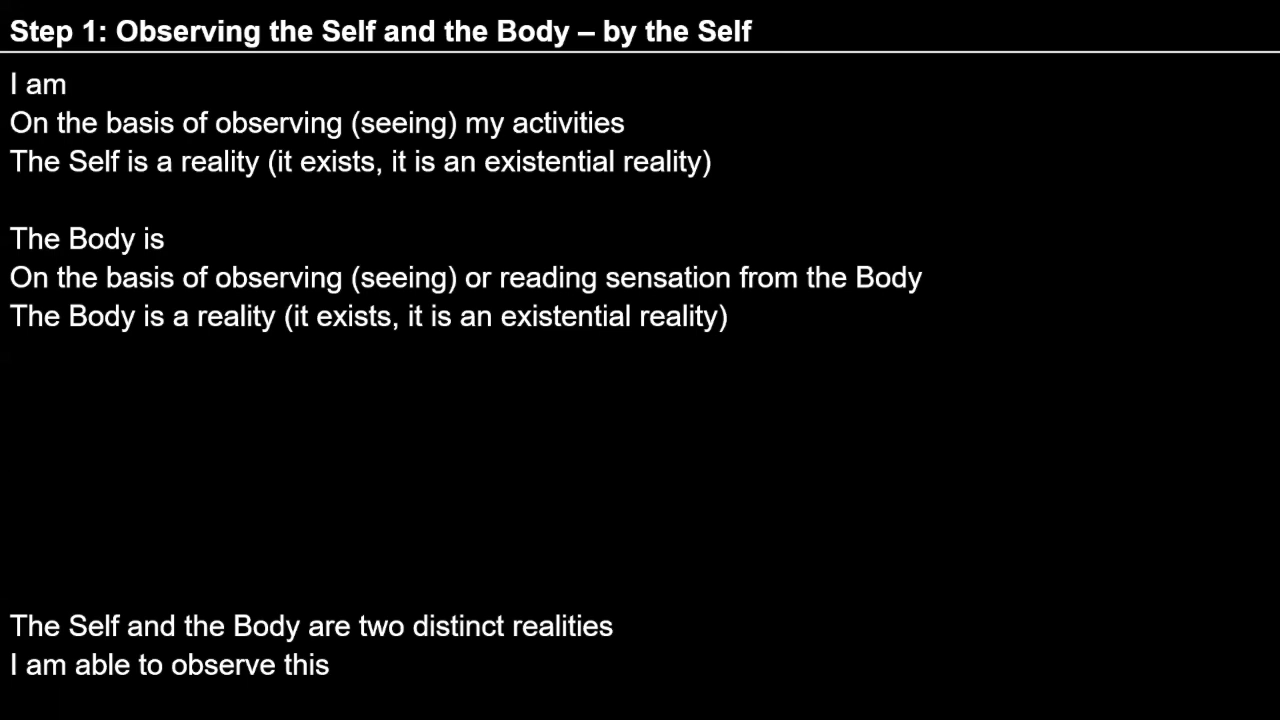 Step 1: Observing the Self and the Body – by the Self
I am
On the basis of observing (seeing) my activities
The Self is a reality (it exists, it is an existential reality)
The Body is
On the basis of observing (seeing) or reading sensation from the Body
The Body is a reality (it exists, it is an existential reality)
The Self and the Body are two distinct realities
I am able to observe this